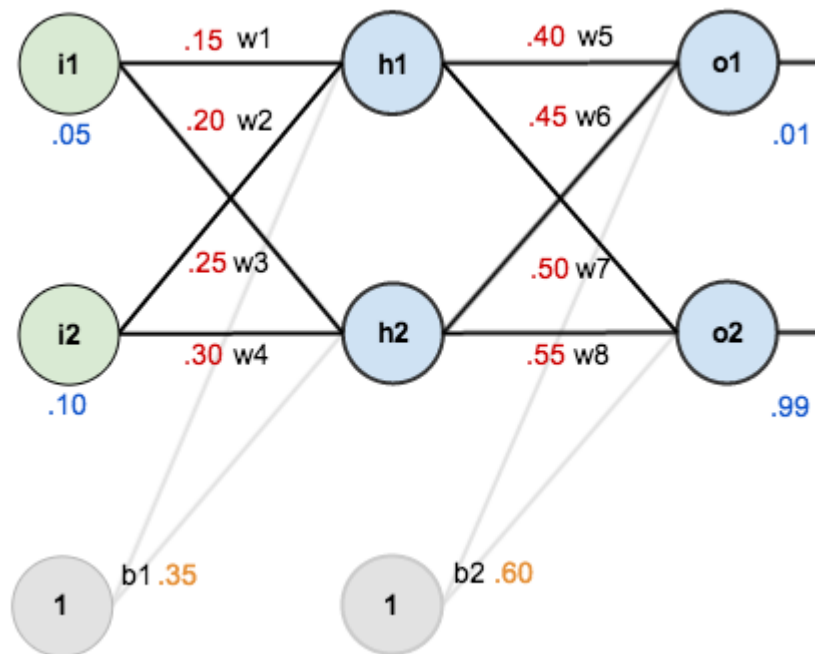 .15 w1
.40 w5
i1
h1
o1
.20 w2
.45 w6
.05
.01
.25 w3
.50 w7
i2
h2
o2
.30 w4
.55 w8
.10
.99
b1 .35
b2 .60
1
1